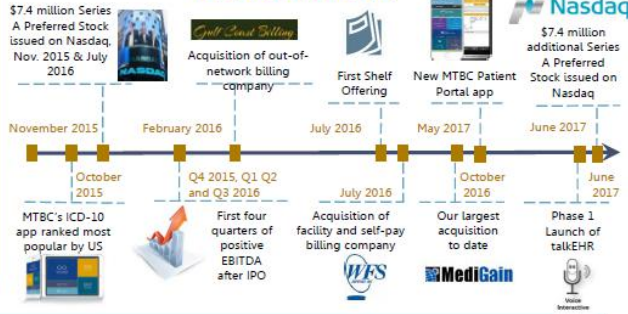 $7.4 million Series
A Preferred Stock
issued on Nasdaq,
Nov. 2015 & July
2016
NASDAQ
Gulf Coast Billing
Acquisition of out-of-
network billing
company
First Shelf
Offering
New MTBC Patient
Portal app
Nasdaq
$7.4 million
additional Series
A Preferred
Stock issued on
Nasdaq
November 2015
February 2016
July 2016
May 2017
June 2017
October
2015
Q4 2015, Q1 Q2
and Q3 2016
July 2016
October
2016
June
2017
MTBC's ICD-10
app ranked most
popular by US
First four
quarters of
positive
EBITDA
after IPO
Acquisition of
facility and self-pay
billing company
WFS
Our largest
acquisition
to date
MediGain
Phase 1
Launch of
talkEHR
Voice
Interactive